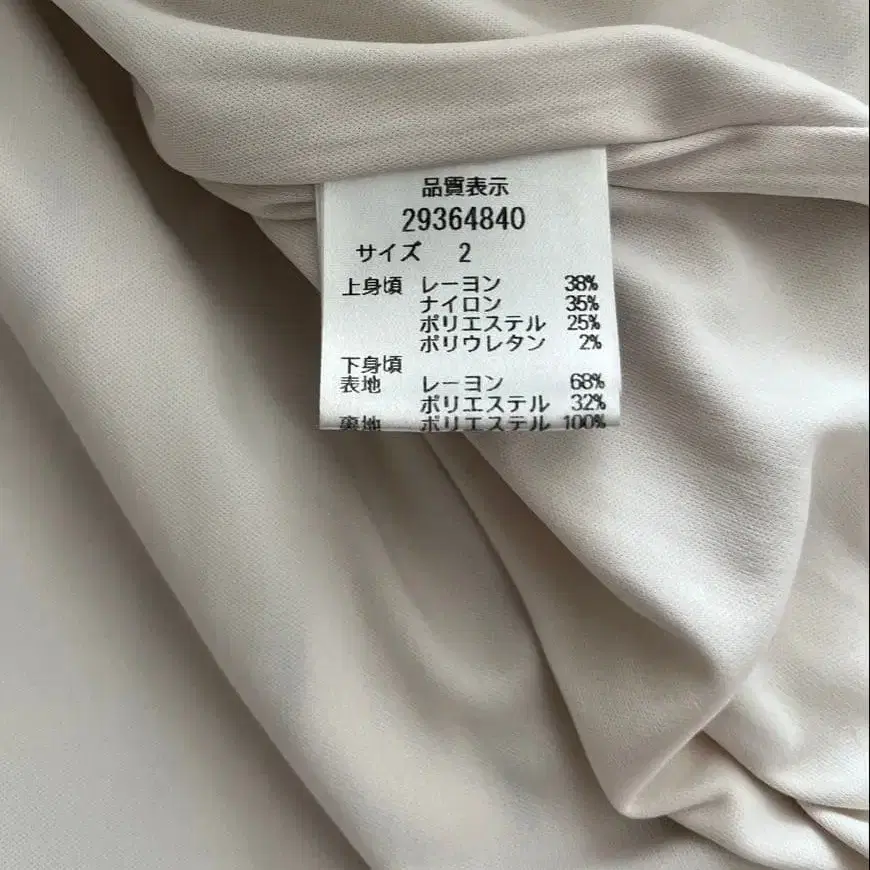 品質表示
29364840
サイズ 2
上身頃 レーヨン 38%
ナイロン 35%
ポリエステル 25%
ポリウレタン 2%
下身頃
表地 レーヨン 68%
ポリエステル 32%
裏地 ポリエステル 100%